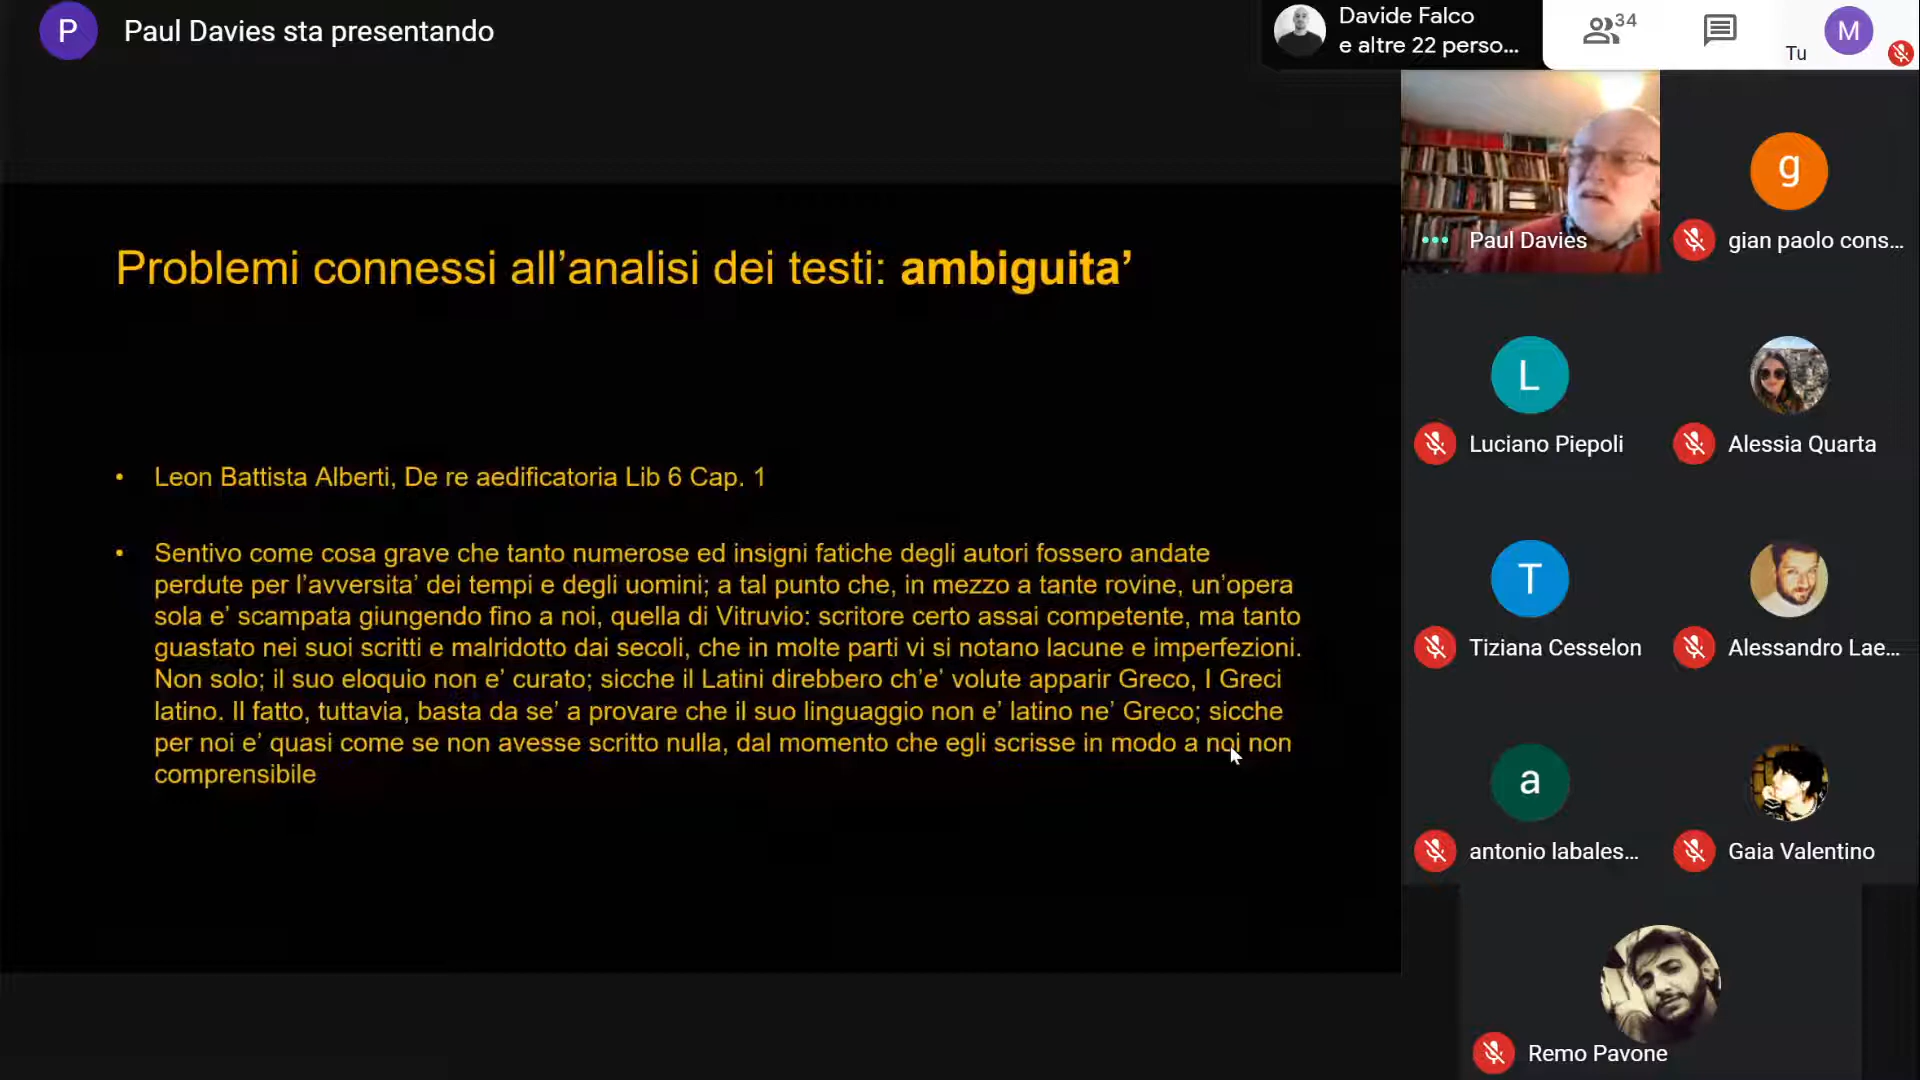 P
Paul Davies sta presentando
Davide Falco
e altre 22 perso...
34
Tu
M
Problemi connessi all’analisi dei testi: ambiguita’
• Leon Battista Alberti, De re aedificatoria Lib 6 Cap. 1
• Sentivo come cosa grave che tanto numerose ed insigni fatiche degli autori fossero andate
perdute per l’avversita’ dei tempi e degli uomini; a tal punto che, in mezzo a tante rovine, un’opera
sola e’ scampata giungendo fino a noi, quella di Vitruvio: scritore certo assai competente, ma tanto
guastato nei suoi scritti e malridotto dai secoli, che in molte parti vi si notano lacune e imperfezioni.
Non solo; il suo eloquio non e’ curato; sicche il Latini direbbero ch’e’ volute apparir Greco, I Greci
latino. Il fatto, tuttavia, basta da se’ a provare che il suo linguaggio non e’ latino ne’ Greco; sicche
per noi e’ quasi come se non avesse scritto nulla, dal momento che egli scrisse in modo a noi non
comprensibile
Paul Davies
g
gian paolo cons...
L
Luciano Piepoli
Alessia Quarta
T
Tiziana Cesselon
Alessandro Lae...
a
antonio labales...
Gaia Valentino
Remo Pavone